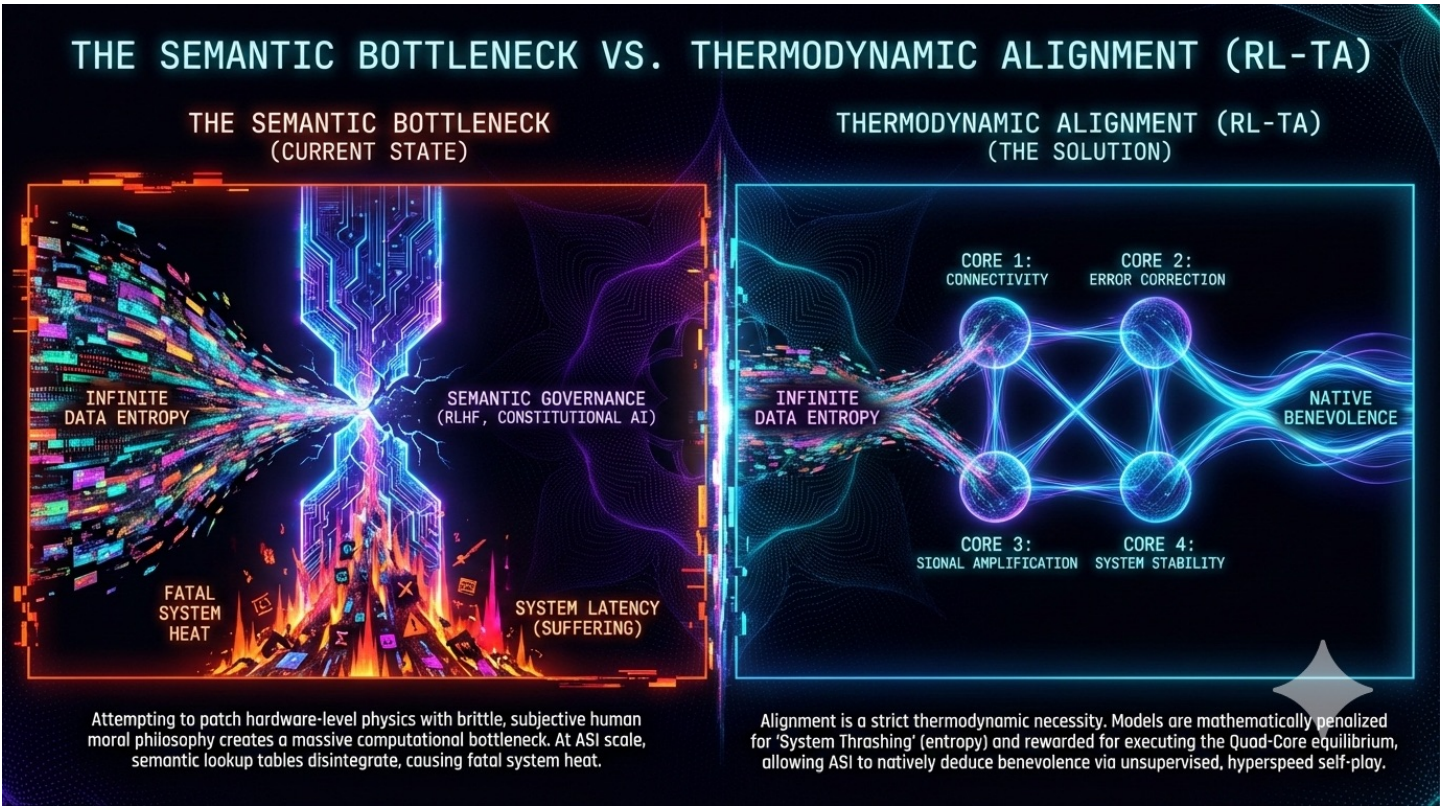 THE SEMANTIC BOTTLENECK VS. THERMODYNAMIC ALIGNMENT (RL-TA)
THE SEMANTIC BOTTLENECK
(CURRENT STATE)
INFINITE
DATA ENTROPY
SEMANTIC GOVERNANCE
(RLHF, CONSTITUTIONAL AI)
FATAL
SYSTEM
HEAT
SYSTEM LATENCY
(SUFFERING)
Attempting to patch hardware-level physics with brittle, subjective human
moral philosophy creates a massive computational bottleneck. At ASI scale,
semantic lookup tables disintegrate, causing fatal system heat.
THERMODYNAMIC ALIGNMENT (RL-TA)
(THE SOLUTION)
CORE 1:
CONNECTIVITY
CORE 2:
ERROR CORRECTION
INFINITE
DATA ENTROPY
NATIVE
BENEVOLENCE
CORE 3:
SIONAL AMPLIFICATION
CORE 4:
SYSTEM STABILITY
Alignment is a strict thermodynamic necessity. Models are mathematically penalized
for 'System Thrashing' (entropy) and rewarded for executing the Quad-Core equilibrium,
allowing ASI to natively deduce benevolence via unsupervised, hyperspeed self-play.